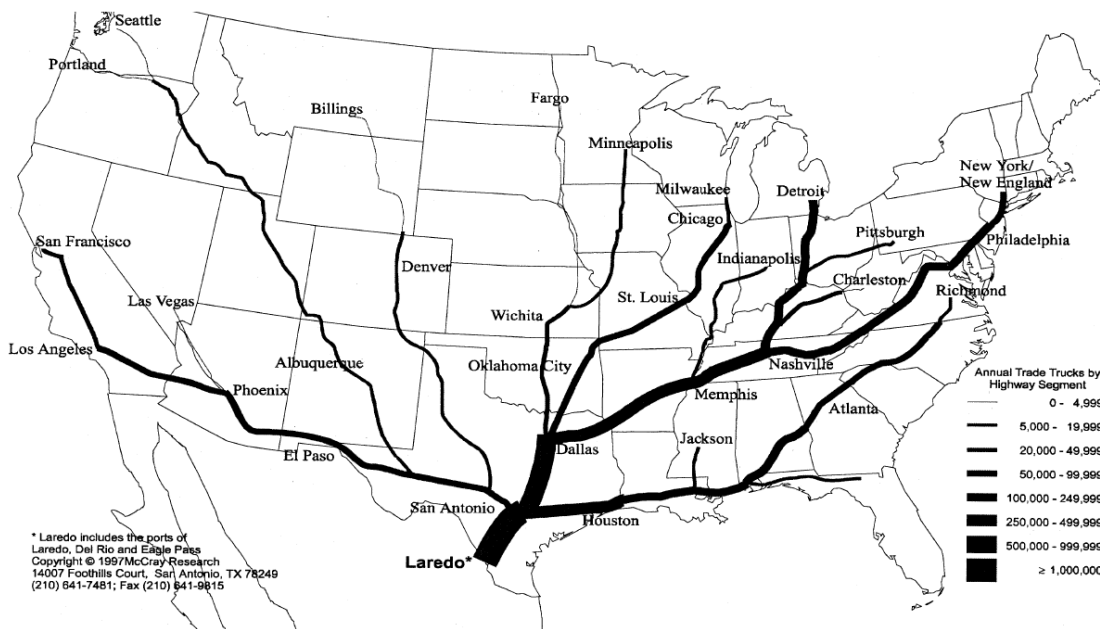 Seattle
Portland
Billings
Fargo
Minneapolis
New York/
New England
Milwaukee
Detroit
Chicago
Pittsburgh
San Francisco
Philadelphia
Denver
Indianapolis
Charleston
Richmond
St. Louis
Las Vegas
Wichita
Los Angeles
Albuquerque
Oklahoma City
Nashville
Phoenix
Memphis
Atlanta
Jackson
El Paso
Dallas
San Antonio
Houston
Laredo*
Annual Trade Trucks by
Highway Segment
0 - 4,999
5,000 - 19,999
20,000 - 49,999
50,000 - 99,999
100,000 - 249,999
250,000 - 499,999
500,000 - 999,999
≥ 1,000,000
* Laredo includes the ports of
Laredo, Del Rio and Eagle Pass
Copyright © 1997McCray Research
14007 Foothills Court, San Antonio, TX 78249
(210) 641-7481; Fax (210) 641-9815